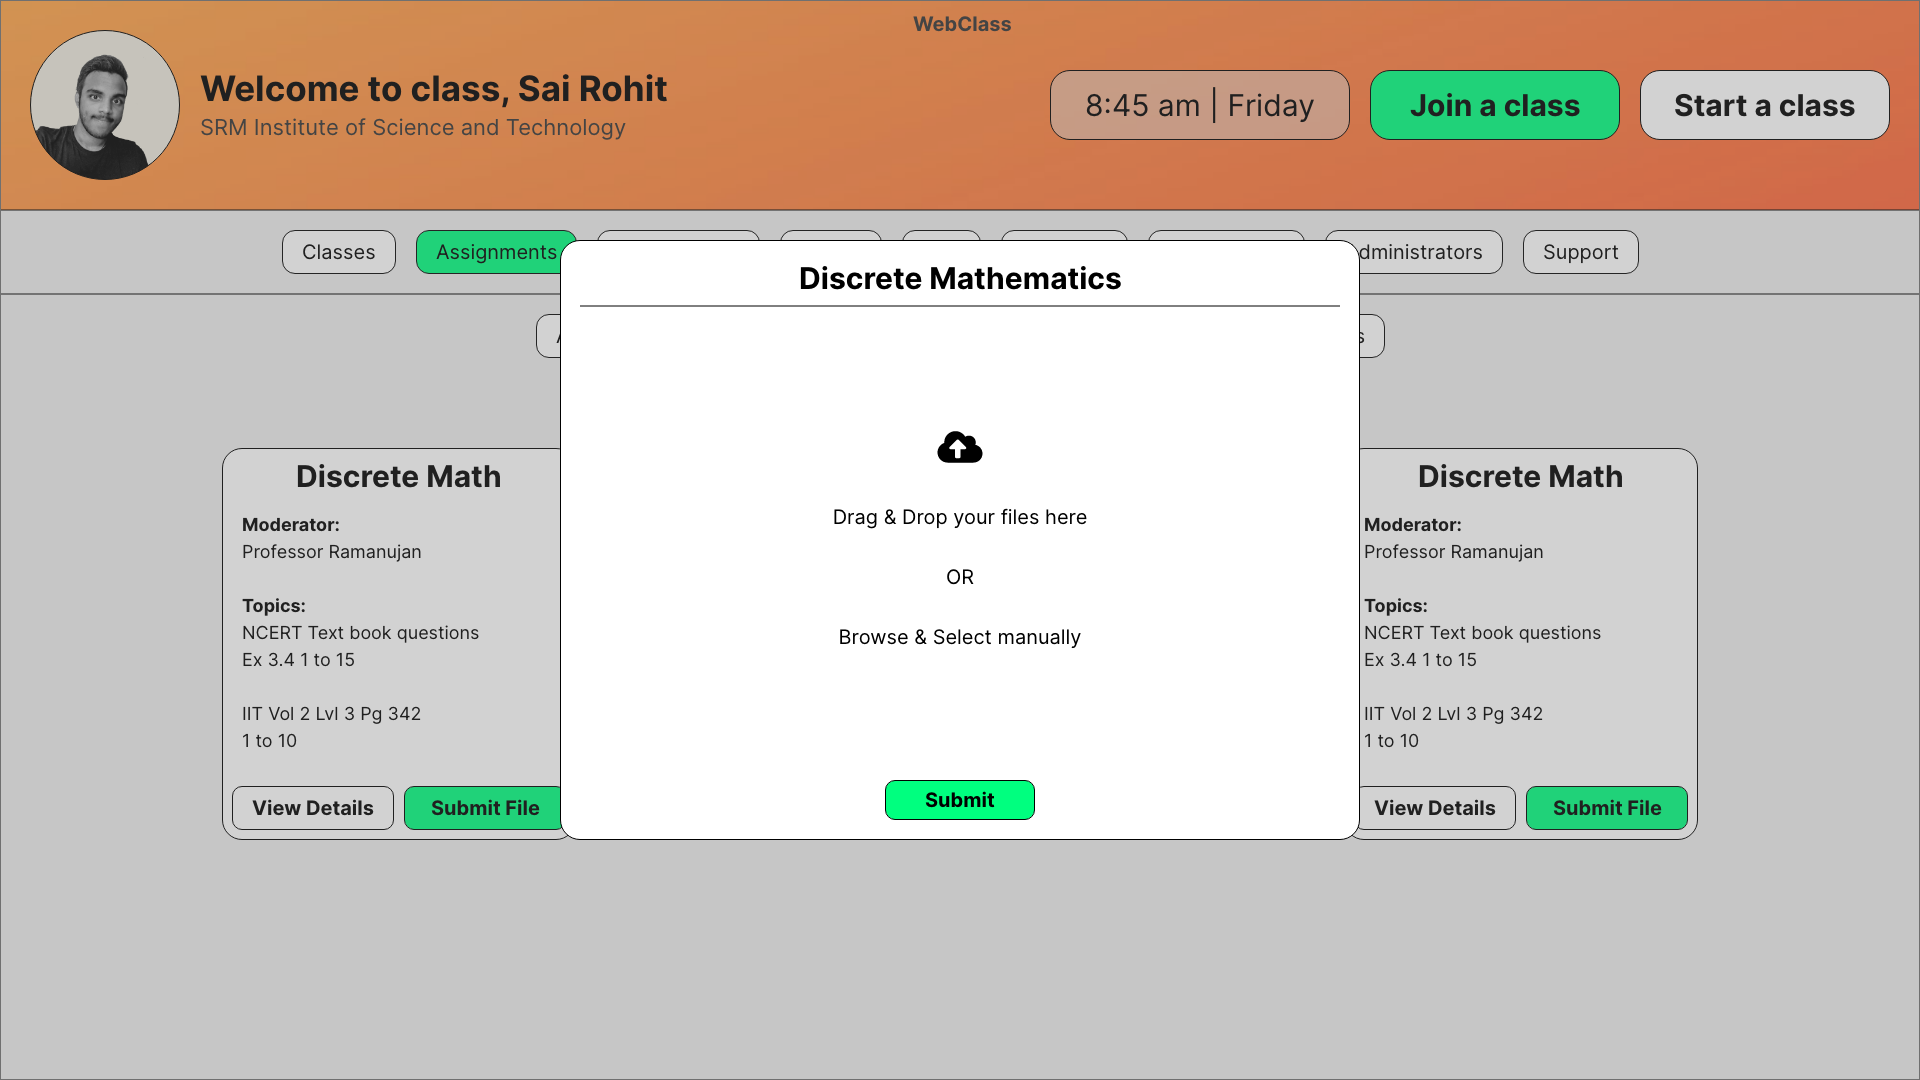 WebClass
Welcome to class, Sai Rohit
SRM Institute of Science and Technology
8:45 am | Friday
Join a class
Start a class
Classes
Assignments
Support
Discrete Mathematics
Drag & Drop your files here
OR
Browse & Select manually
Submit
Discrete Math
Moderator:
Professor Ramanujan
Topics:
NCERT Text book questions
Ex 3.4 1 to 15
IIT Vol 2 Lvl 3 Pg 342
1 to 10
View Details
Submit File
Discrete Math
Moderator:
Professor Ramanujan
Topics:
NCERT Text book questions
Ex 3.4 1 to 15
IIT Vol 2 Lvl 3 Pg 342
1 to 10
View Details
Submit File